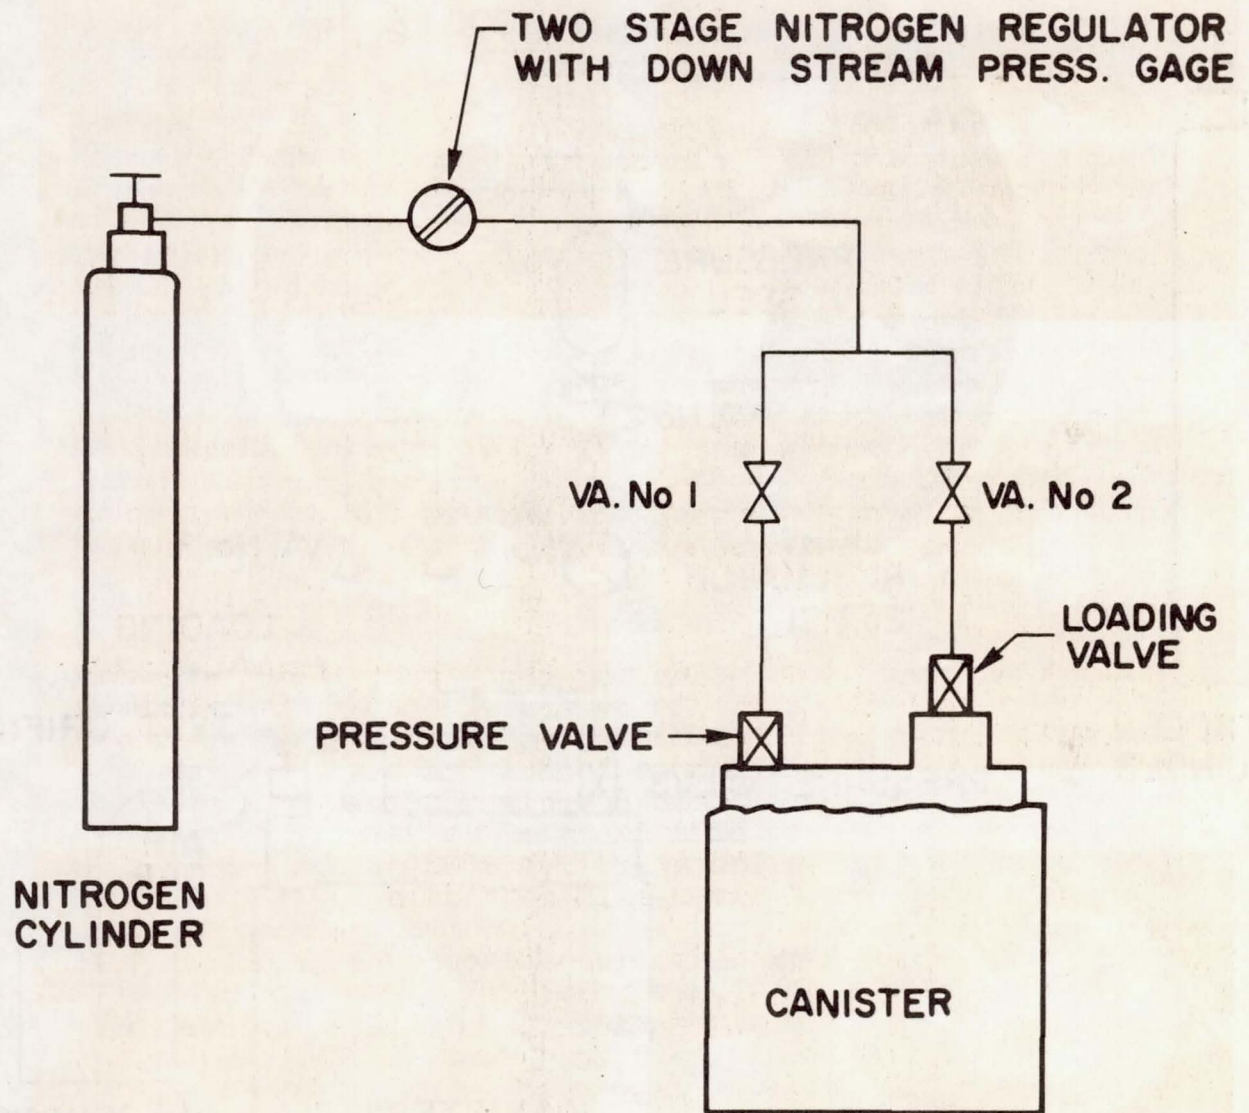 TWO STAGE NITROGEN REGULATOR
WITH DOWN STREAM PRESS. GAGE
VA. No 1
VA. No 2
LOADING
VALVE
PRESSURE VALVE
NITROGEN
CYLINDER
CANISTER